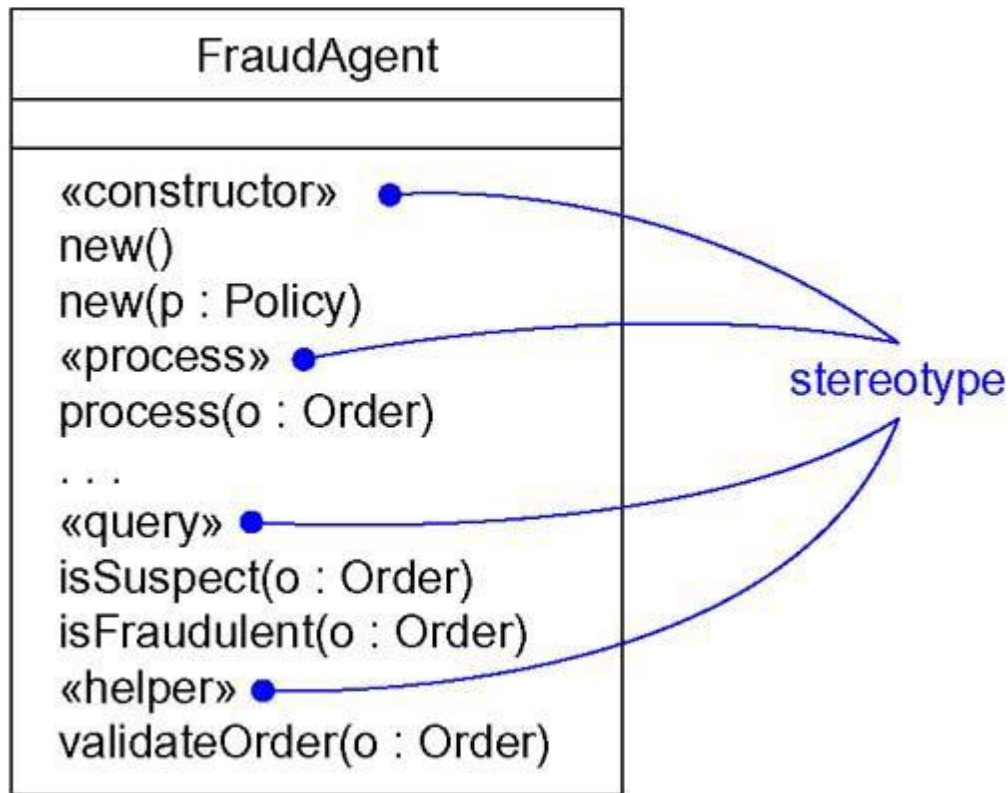 FraudAgent
«constructor»
new()
new(p : Policy)
«process»
process(o : Order)
. . .
«query»
isSuspect(o : Order)
isFraudulent(o : Order)
«helper»
validateOrder(o : Order)
stereotype